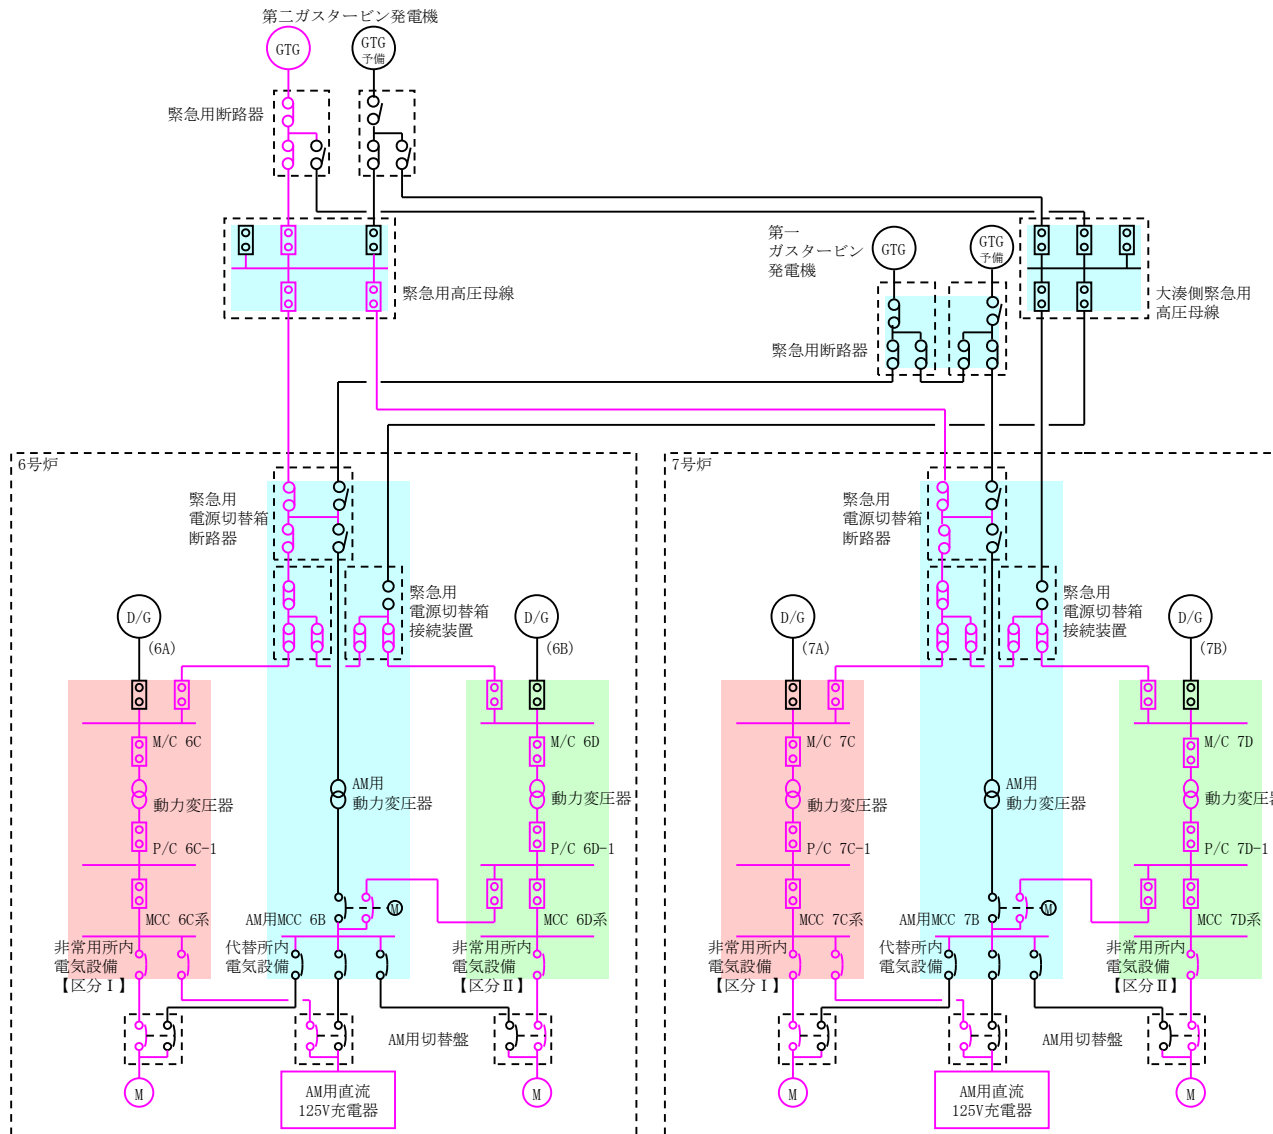 第二ガスタービン発電機
GTG
GTG
予備
緊急用断路器
第一
ガスタービン
発電機
GTG
GTG
予備
緊急用高圧母線
大湊側緊急用
高圧母線
緊急用断路器
6号炉
緊急用
電源切替箱
断路器
D/G
(6A)
緊急用
電源切替箱
接続装置
D/G
(6B)
M/C 6C
動力変圧器
P/C 6C-1
MCC 6C系
AM用
動力変圧器
M/C 6D
動力変圧器
P/C 6D-1
MCC 6D系
AM用MCC 6B
M
非常用所内
電気設備
【区分Ⅰ】
代替所内
電気設備
非常用所内
電気設備
【区分Ⅱ】
AM用切替盤
M
AM用直流
125V充電器
M
7号炉
緊急用
電源切替箱
断路器
D/G
(7A)
緊急用
電源切替箱
接続装置
D/G
(7B)
M/C 7C
動力変圧器
P/C 7C-1
MCC 7C系
AM用
動力変圧器
M/C 7D
動力変圧器
P/C 7D-1
MCC 7D系
AM用MCC 7B
M
非常用所内
電気設備
【区分Ⅰ】
代替所内
電気設備
非常用所内
電気設備
【区分Ⅱ】
AM用切替盤
M
AM用直流
125V充電器
M